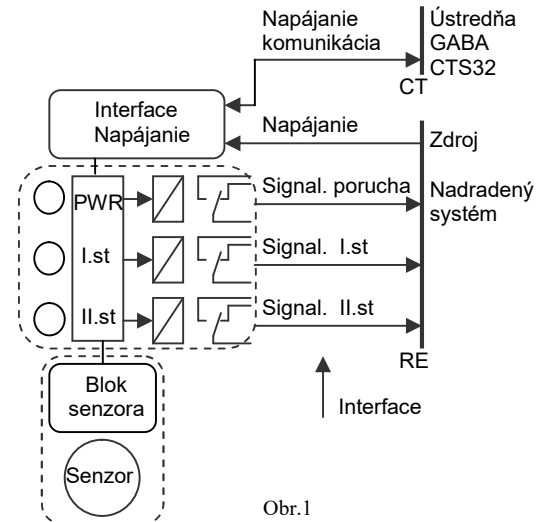 Napájanie
komunikácia
Ústredňa
GABA
CTS32
CT
Interface
Napájanie
Napájanie
Zdroj
PWR
Signal. porucha
Nadradený
systém
I.st
Signal.  I.st
II.st
Signal.  II.st
RE
Blok
senzora
Interface
Senzor
Obr.1